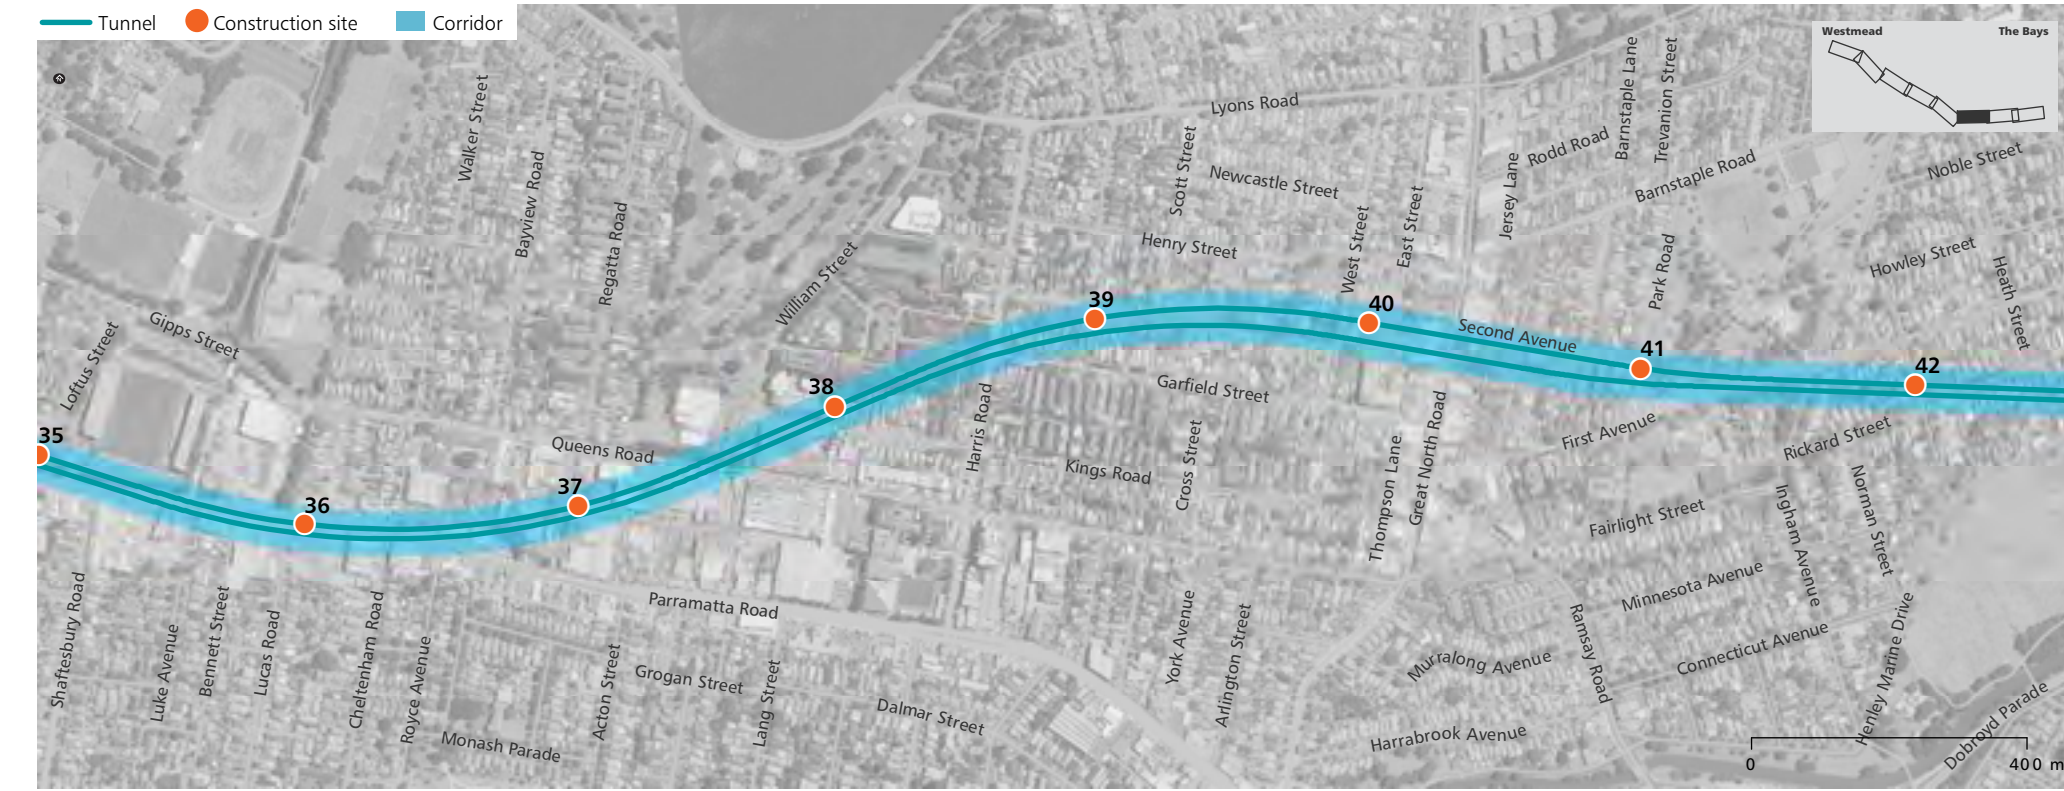 Tunnel Construction site Corridor
Westmead The Bays
Walker Street
Bayview Road
Regatta Road
William Street
Lyons Road
Scott Street
Newcastle Street
Henry Street
West Street
East Street
Jersey Lane
Rodd Road
Barnstaple Lane
Trevanion Street
Barnstaple Road
Park Road
Noble Street
Howley Street
Heath Street
Loftus Street
Gipps Street
Second Avenue
35
36
37
38
39
40
41
42
Queens Road
Harris Road
Garfield Street
Kings Road
Cross Street
Thompson Lane
Great North Road
First Avenue
Rickard Street
Fairlight Street
Ingham Avenue
Norman Street
Minnesota Avenue
Connecticut Avenue
Henley Marine Drive
Shaftesbury Road
Luke Avenue
Bennett Street
Lucas Road
Cheltenham Road
Royce Avenue
Monash Parade
Acton Street
Parramatta Road
Grogan Street
Lang Street
Dalmar Street
York Avenue
Arlington Street
Murralong Avenue
Harrabrook Avenue
Ramsay Road
Dobroyd Parade
0 400 m